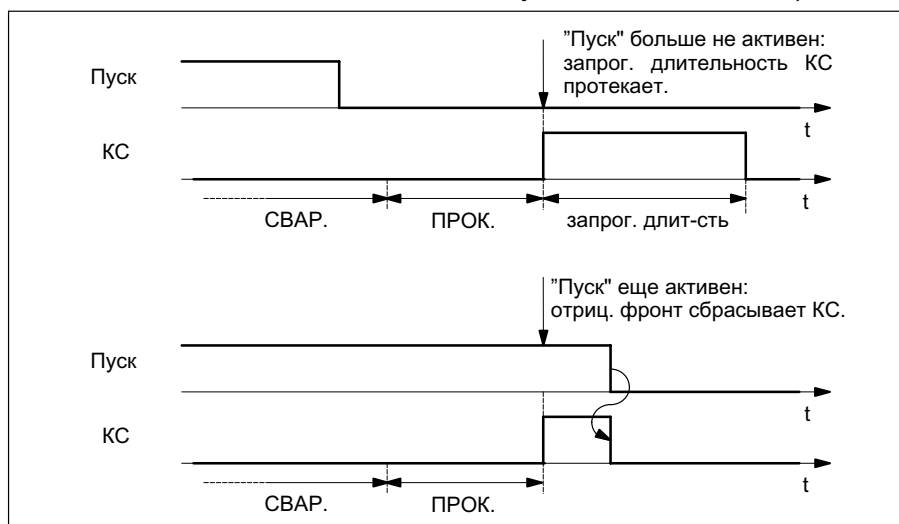 "Пуск" больше не активен:
запрог. длительность КС
протекает.
Пуск
t
КС
t
СВАР.
ПРОК.
запрог. длит-сть
"Пуск" еще активен:
отриц. фронт сбрасывает КС.
Пуск
t
КС
t
СВАР.
ПРОК.